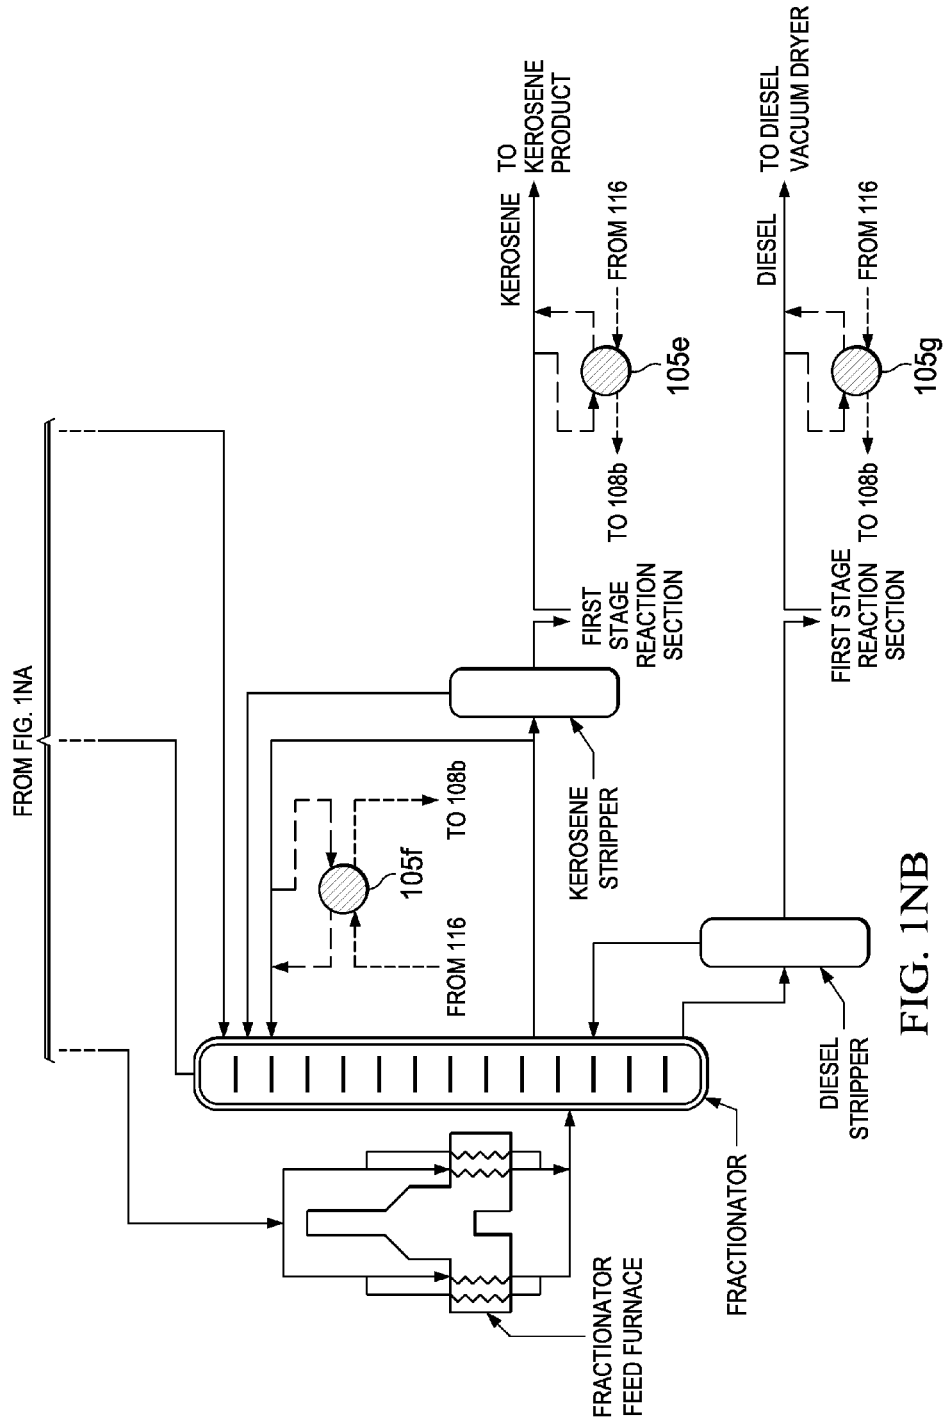 FROM FIG. 1NA
FRACTIONATOR
FEED FURNACE
FRACTIONATOR
105f
FROM 116
TO 108b
KEROSENE
STRIPPER
DIESEL
STRIPPER
FIRST
STAGE
REACTION
SECTION
FIRST STAGE
REACTION
SECTION
KEROSENE
TO
KEROSENE
PRODUCT
TO 108b
FROM 116
105e
DIESEL
TO DIESEL
VACUUM DRYER
TO 108b
FROM 116
105g
FIG. 1NB